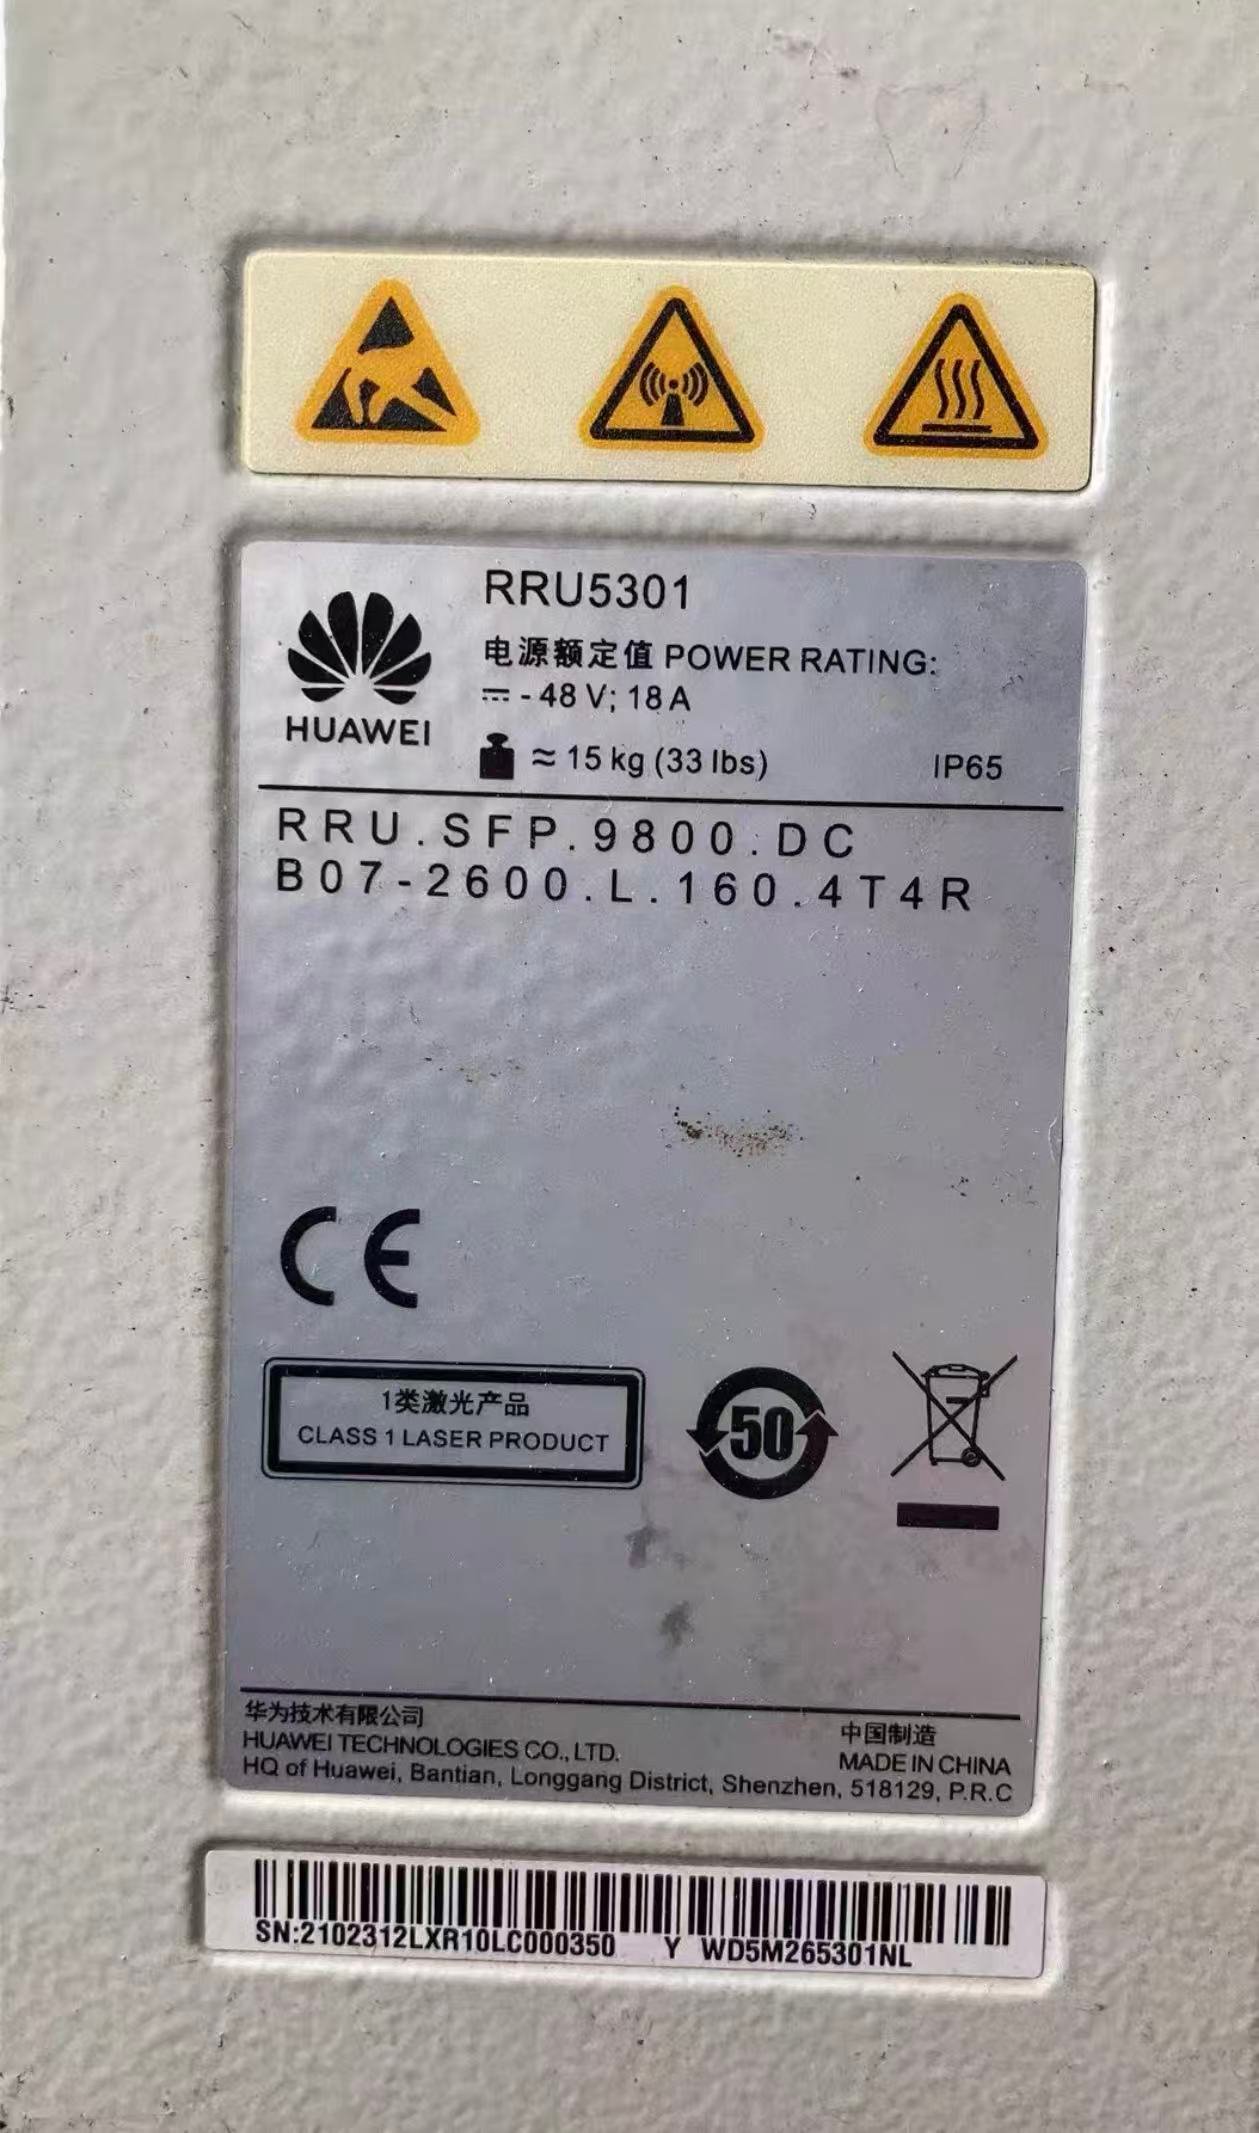 RRU5301
电源额定值 POWER RATING:
⎓ - 48 V; 18 A
HUAWEI
≈ 15 kg (33 lbs) IP65
RRU.SFP.9800.DC
B07-2600.L.160.4T4R
CE
1类激光产品
CLASS 1 LASER PRODUCT
50
华为技术有限公司
HUAWEI TECHNOLOGIES CO., LTD.
中国制造
MADE IN CHINA
HQ of Huawei, Bantian, Longgang District, Shenzhen, 518129, P.R.C
SN:2102312LXR10LC000350 Y WD5M265301NL